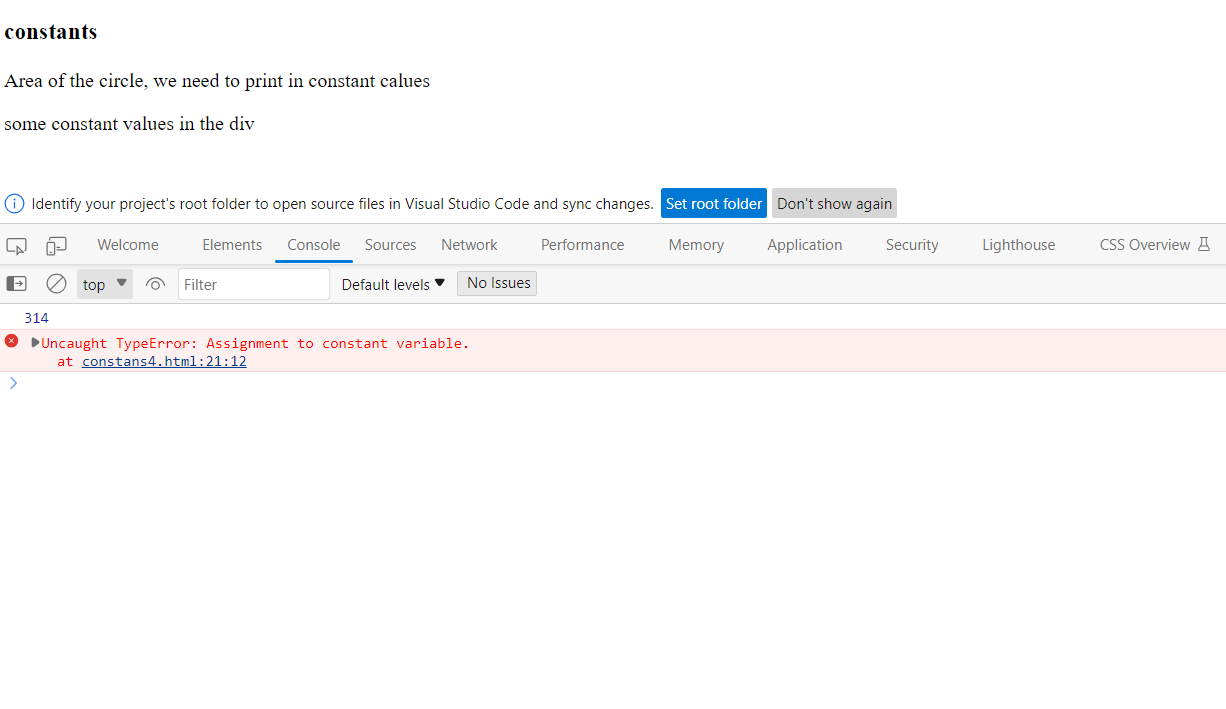 constants
Area of the circle, we need to print in constant calues
some constant values in the div
Identify your project's root folder to open source files in Visual Studio Code and sync changes. Set root folder Don't show again
Welcome Elements Console Sources Network Performance Memory Application Security Lighthouse CSS Overview
top Filter Default levels No Issues
314
Uncaught TypeError: Assignment to constant variable.
at constans4.html:21:12